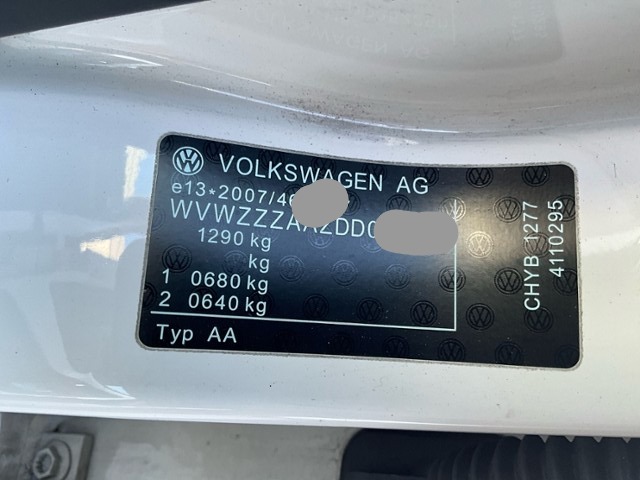 VOLKSWAGEN AG
e13*2007/46
WVWZZZAAZDD
1290 kg
kg
1 0680 kg
2 0640 kg
Typ AA
CHYB 1277
4110295